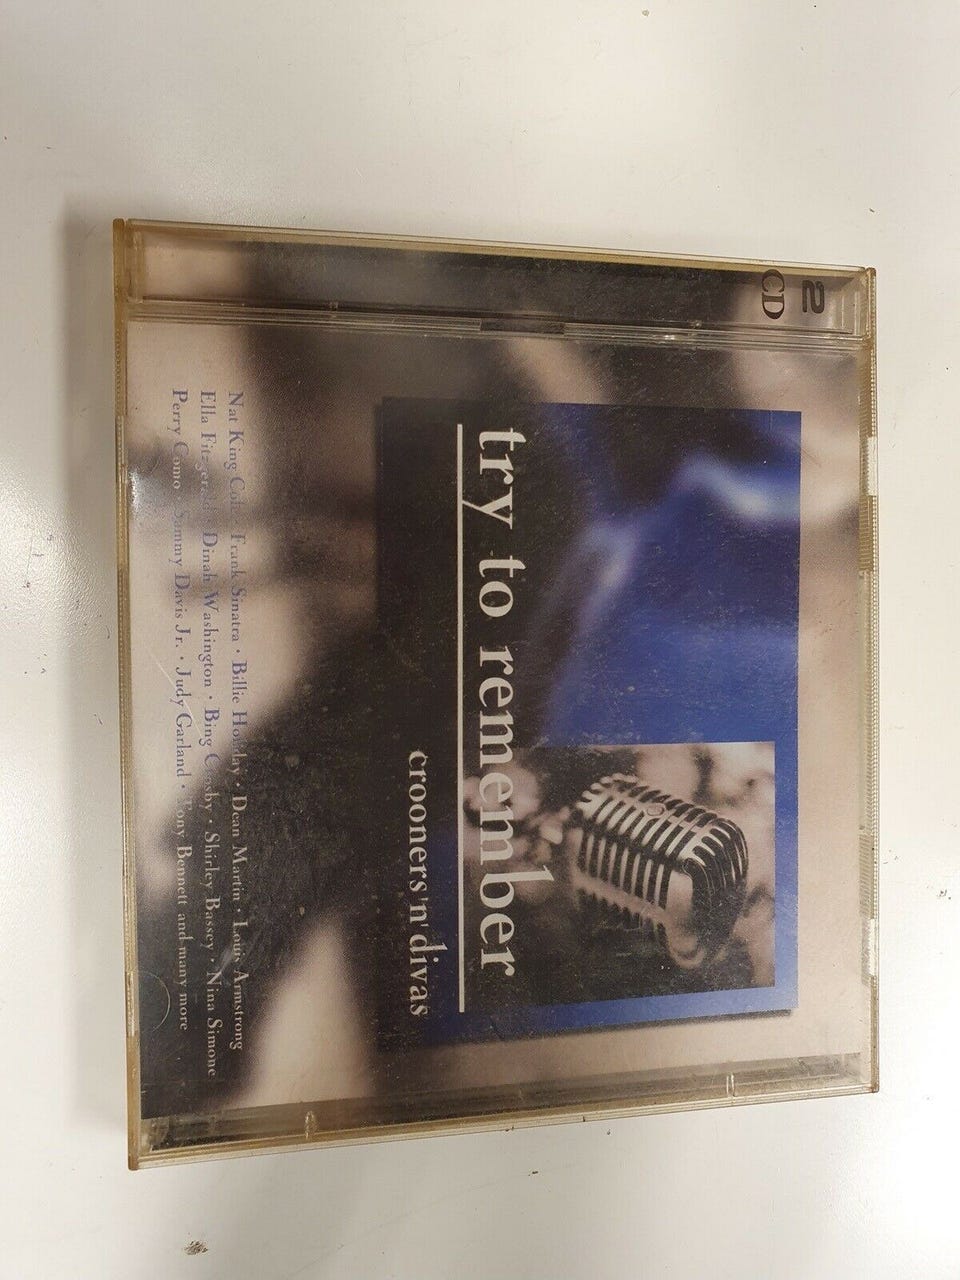 2
CD
try to remember
crooners'n'divas
Nat King Cole · Frank Sinatra · Billie Holiday · Dean Martin · Louis Armstrong
Ella Fitzgerald · Dinah Washington · Bing Crosby · Shirley Bassey · Nina Simone
Perry Como · Sammy Davis Jr. · Judy Garland · Tony Bennett and many more